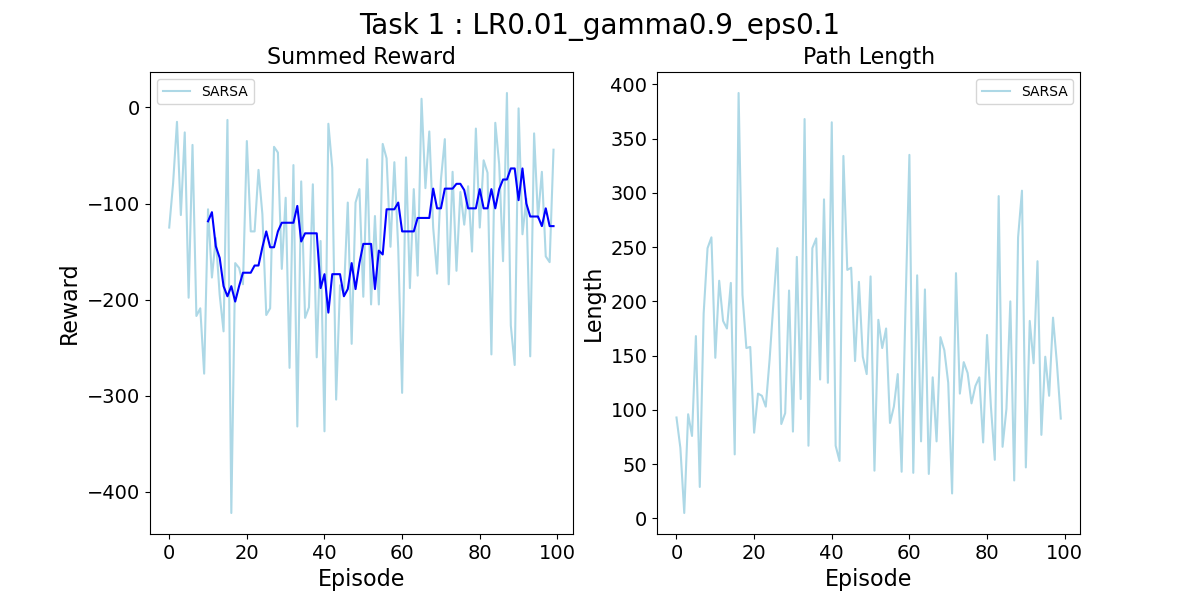 Task 1 : LR0.01_gamma0.9_eps0.1
Summed Reward
SARSA
0
−100
−200
−300
−400
Reward
0 20 40 60 80 100
Episode
Path Length
SARSA
400
350
300
250
200
150
100
50
0
Length
0 20 40 60 80 100
Episode